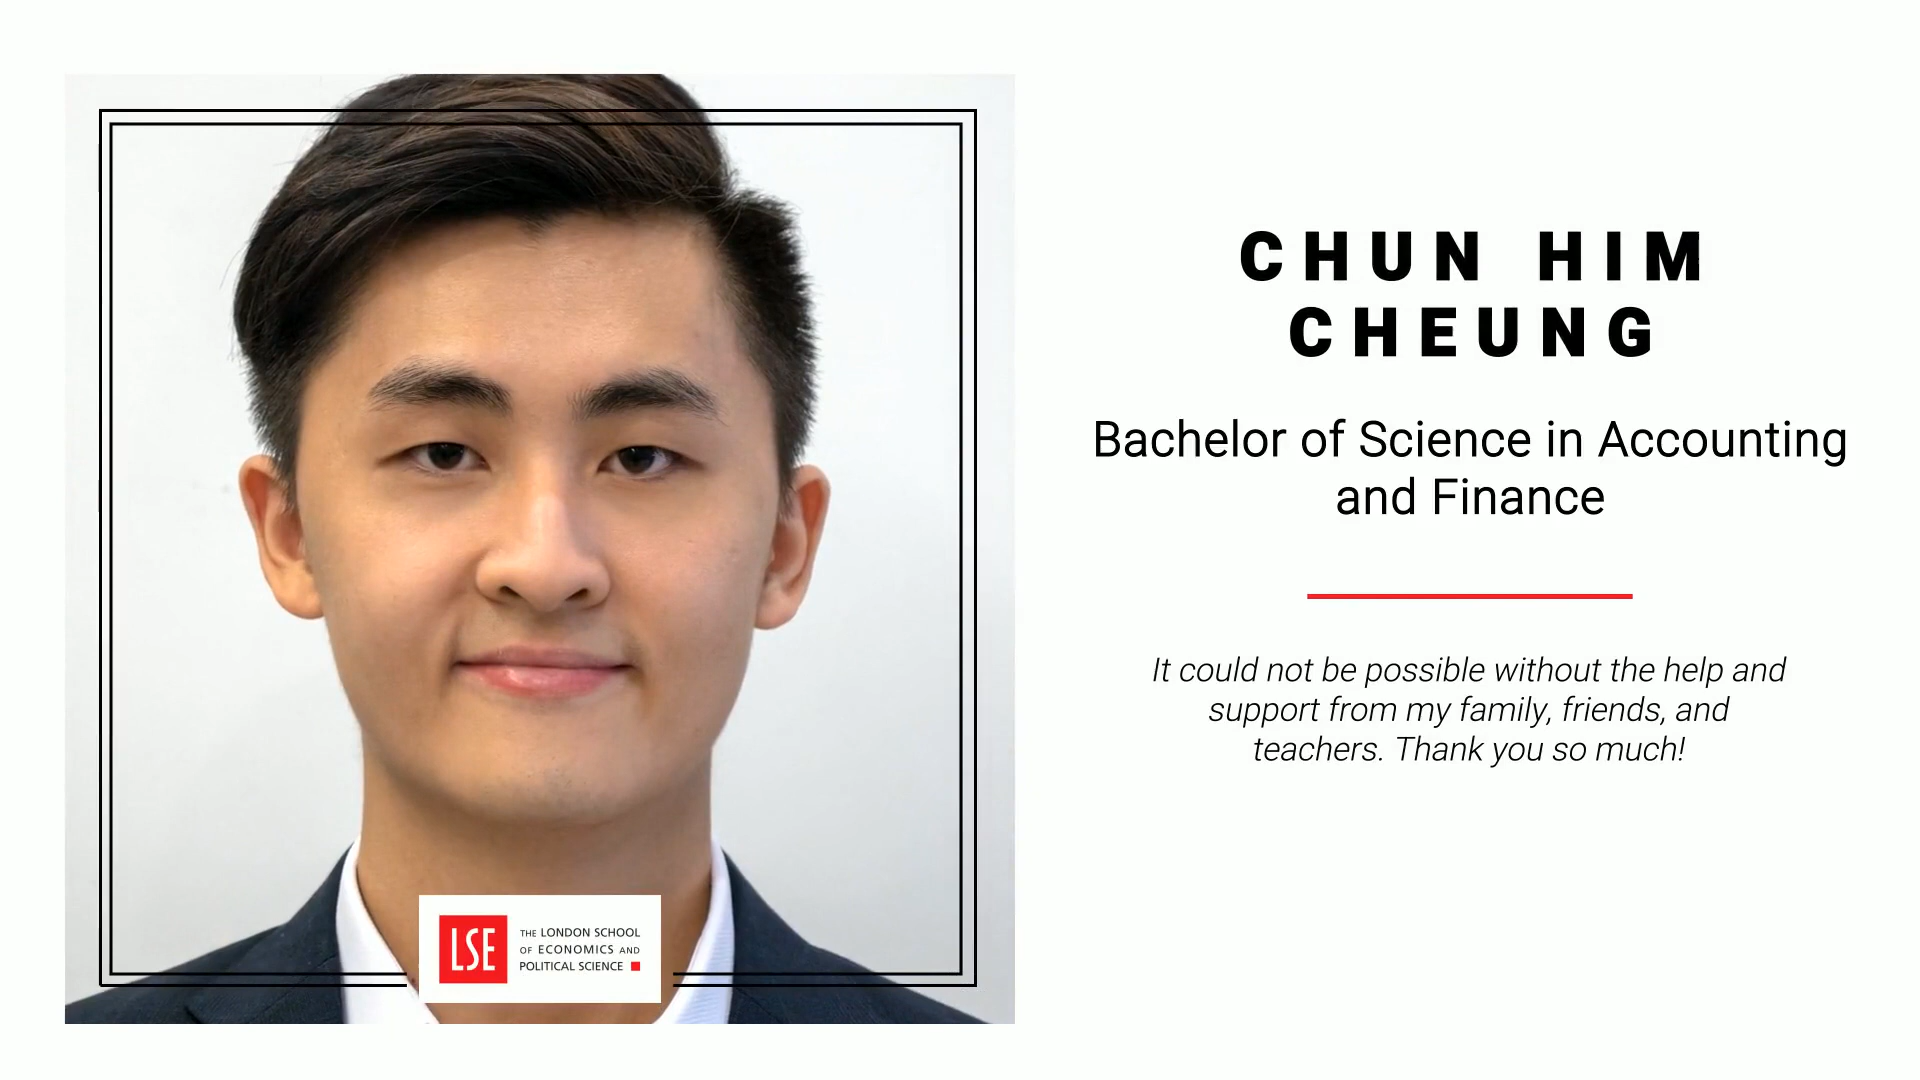 CHUN HIM
CHEUNG
Bachelor of Science in Accounting
and Finance
It could not be possible without the help and
support from my family, friends, and
teachers. Thank you so much!
LSE
THE LONDON SCHOOL
OF ECONOMICS AND
POLITICAL SCIENCE